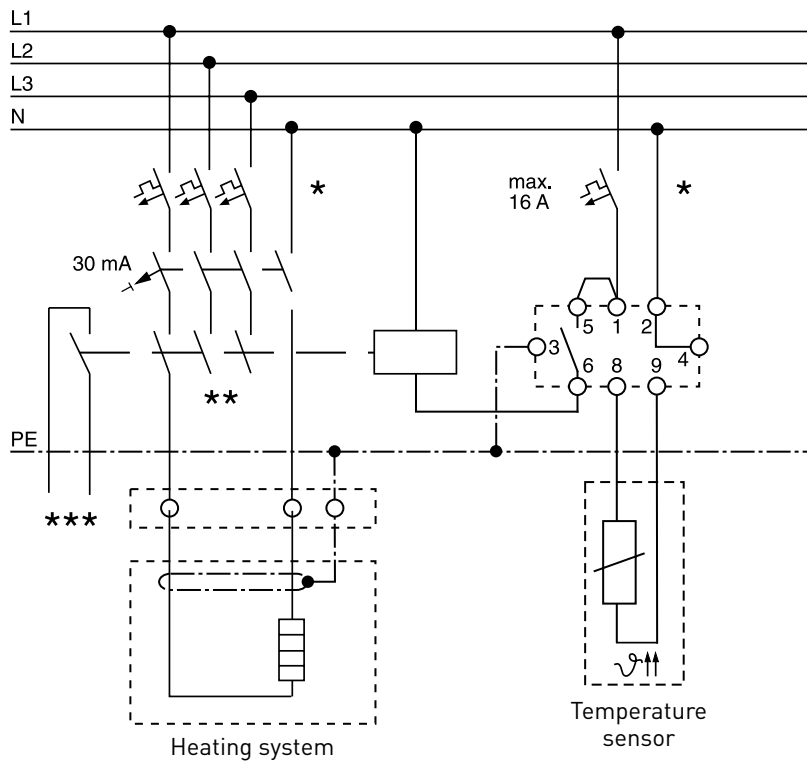 L1
L2
L3
N
*
max.
16 A
*
30 mA
5 1 2
3
4
6 8 9
**
PE
***
ϑ
Heating system
Temperature
sensor